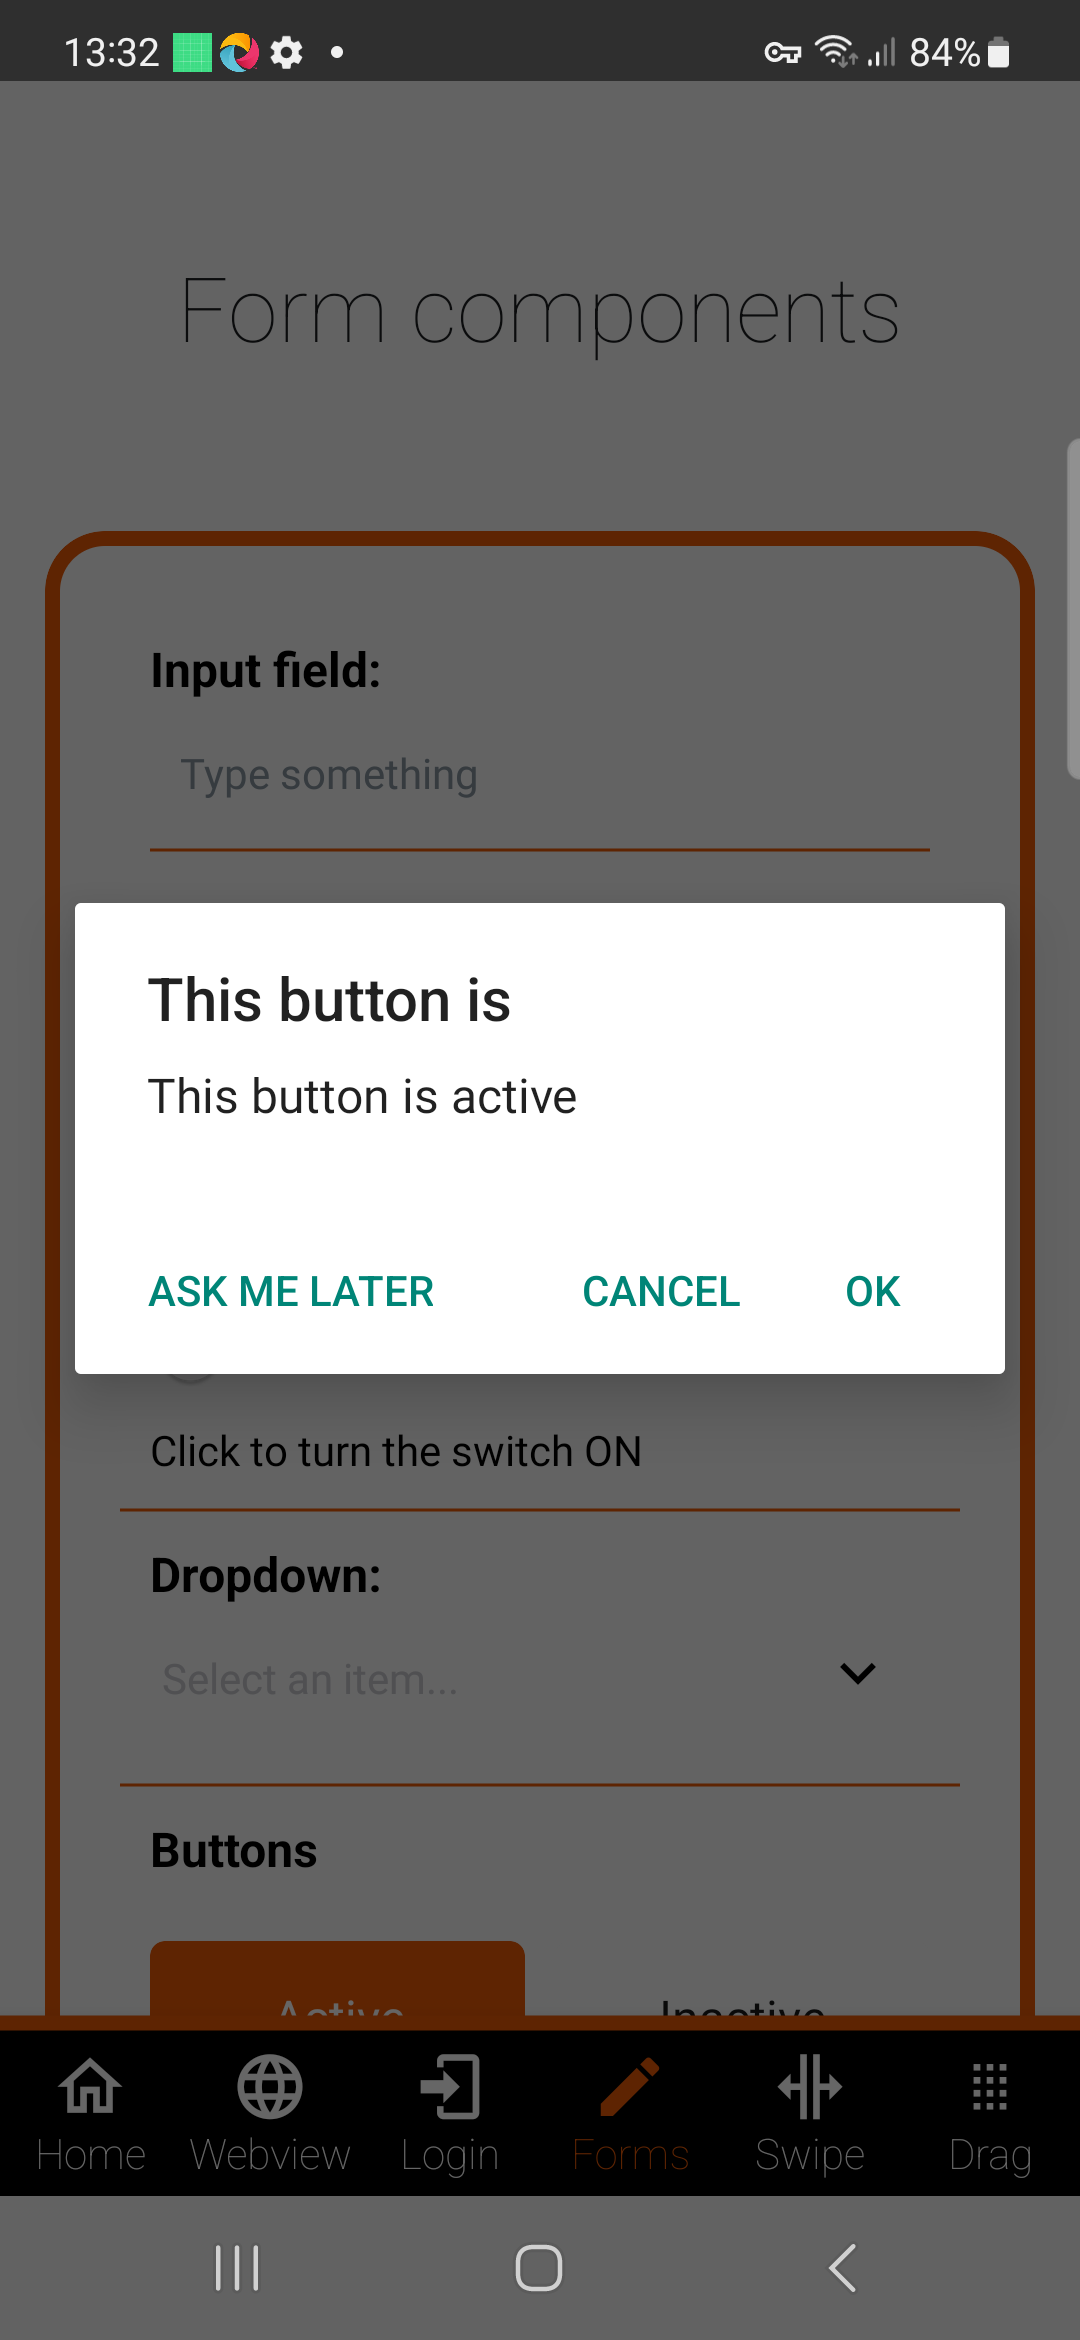 13:32
84%
Form components
Input field:
Type something
This button is
This button is active
ASK ME LATER CANCEL OK
Click to turn the switch ON
Dropdown:
Select an item...
Buttons
Active Inactive
Home Webview Login Forms Swipe Drag